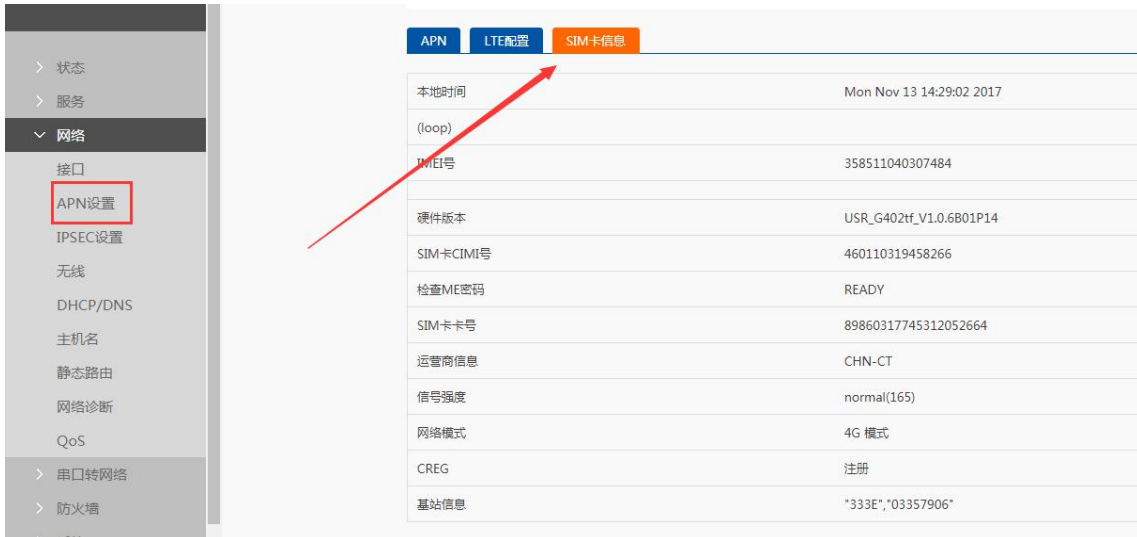 状态
服务
网络
接口
APN设置
IPSEC设置
无线
DHCP/DNS
主机名
静态路由
网络诊断
QoS
串口转网络
防火墙
APN LTE配置 SIM卡信息
本地时间 Mon Nov 13 14:29:02 2017
(loop)
IMEI号 358511040307484
硬件版本 USR_G402tf_V1.0.6B01P14
SIM卡CIMI号 460110319458266
检查ME密码 READY
SIM卡卡号 89860317745312052664
运营商信息 CHN-CT
信号强度 normal(165)
网络模式 4G 模式
CREG 注册
基站信息 "333E","03357906"